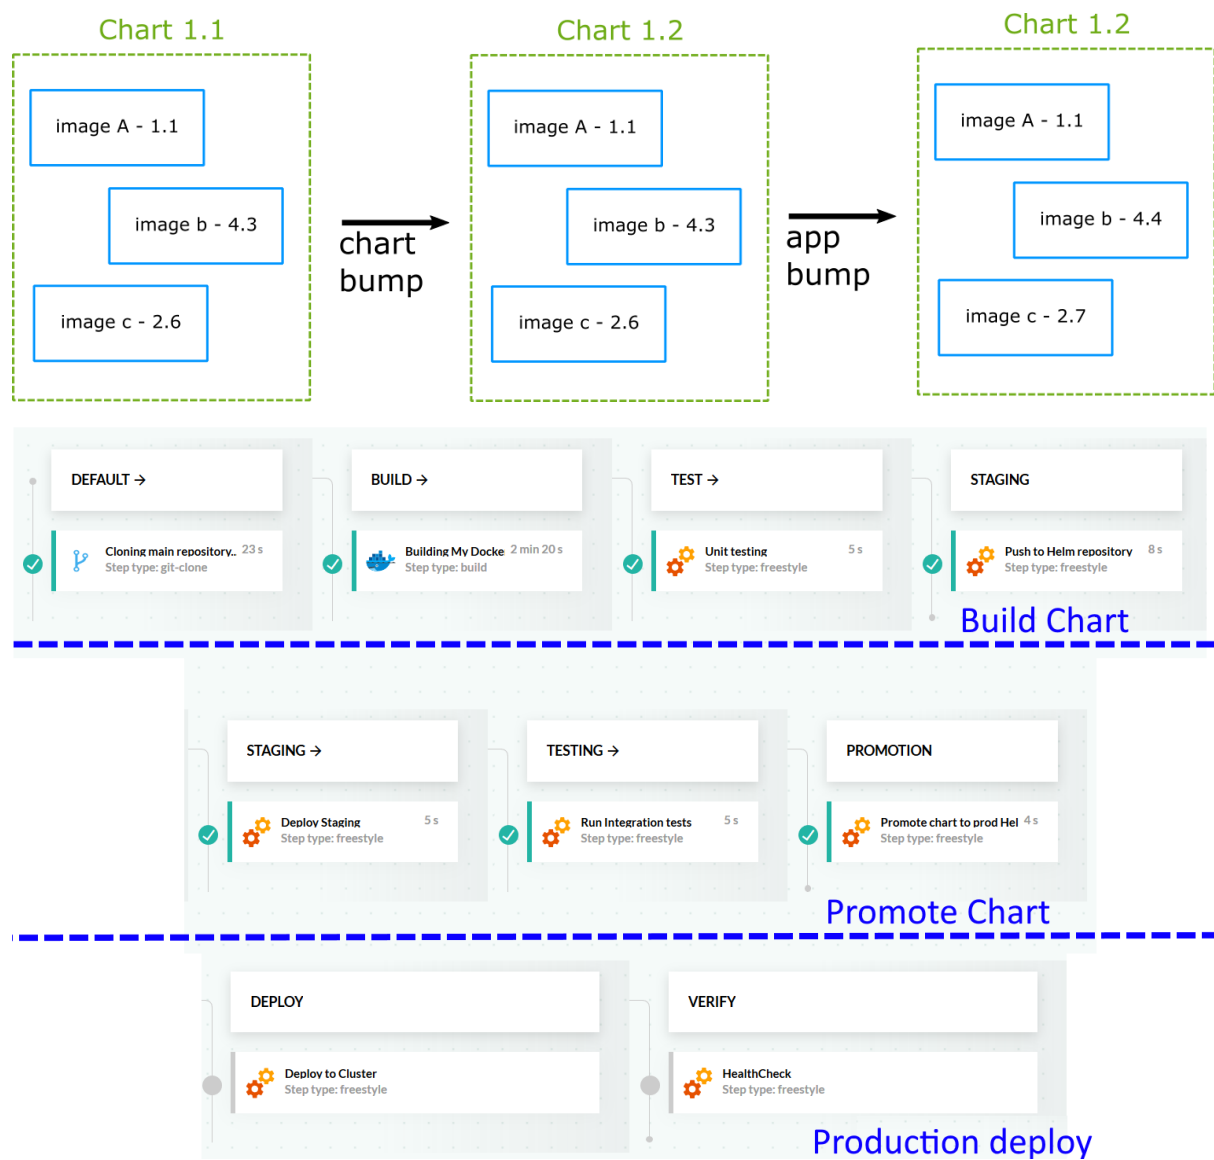 Chart 1.1
Chart 1.2
Chart 1.2
image A - 1.1
image A - 1.1
image A - 1.1
image b - 4.3
image b - 4.3
image b - 4.4
chart
bump
app
bump
image c - 2.6
image c - 2.6
image c - 2.7
DEFAULT →
BUILD →
TEST →
STAGING
Cloning main repository.. 23 s
Step type: git-clone
Building My Docke 2 min 20 s
Step type: build
Unit testing 5 s
Step type: freestyle
Push to Helm repository 8 s
Step type: freestyle
Build Chart
STAGING →
TESTING →
PROMOTION
Deploy Staging 5 s
Step type: freestyle
Run Integration tests 5 s
Step type: freestyle
Promote chart to prod Hel 4 s
Step type: freestyle
Promote Chart
DEPLOY
VERIFY
Deploy to Cluster
Step type: freestyle
HealthCheck
Step type: freestyle
Production deploy